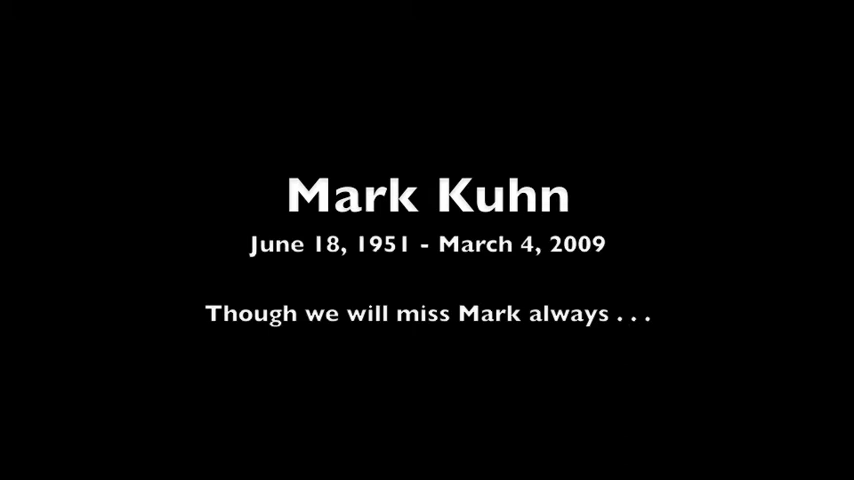 Mark Kuhn
June 18, 1951 - March 4, 2009
Though we will miss Mark always . . .